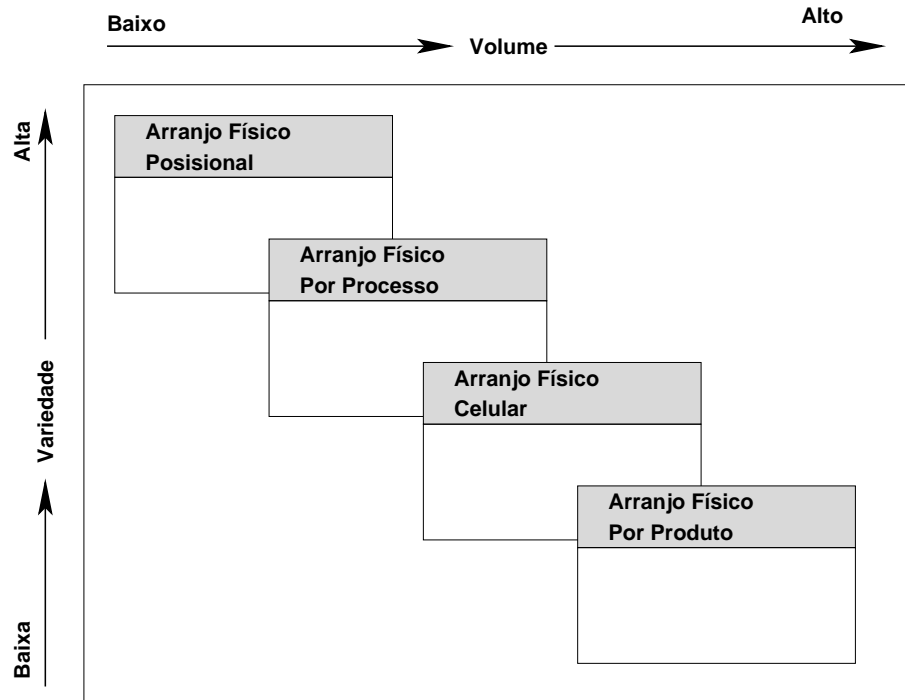 Baixo
Volume
Alto
Alta
Variedade
Baixa
Arranjo Físico
Posisional
Arranjo Físico
Por Processo
Arranjo Físico
Celular
Arranjo Físico
Por Produto